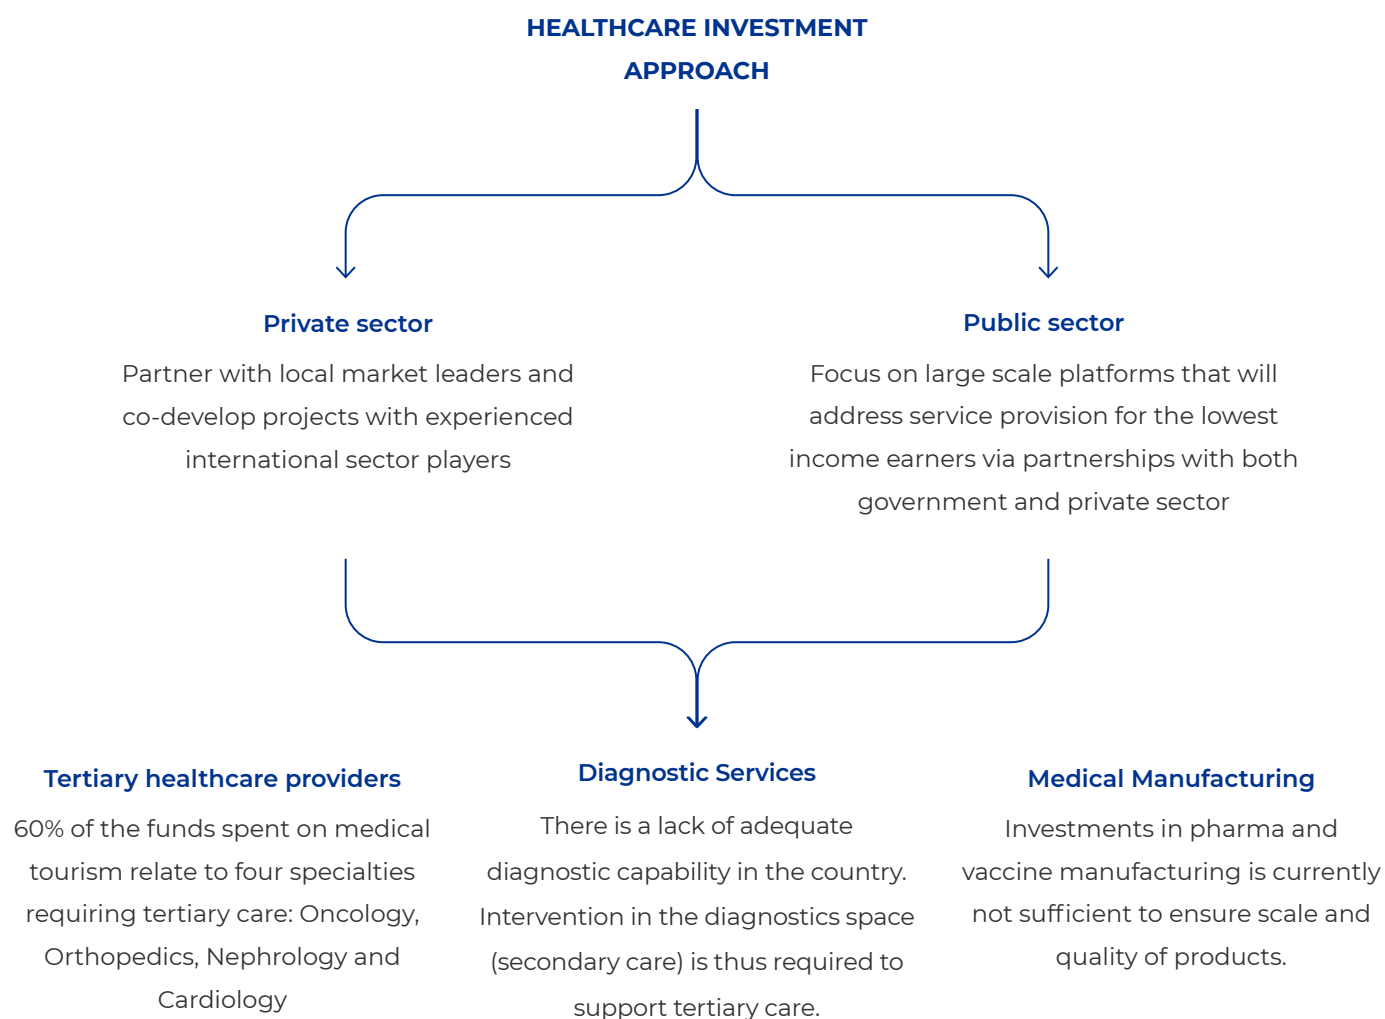 HEALTHCARE INVESTMENT
APPROACH
Private sector
Partner with local market leaders and
co-develop projects with experienced
international sector players
Public sector
Focus on large scale platforms that will
address service provision for the lowest
income earners via partnerships with both
government and private sector
Tertiary healthcare providers
60% of the funds spent on medical
tourism relate to four specialties
requiring tertiary care: Oncology,
Orthopedics, Nephrology and
Cardiology
Diagnostic Services
There is a lack of adequate
diagnostic capability in the country.
Intervention in the diagnostics space
(secondary care) is thus required to
support tertiary care.
Medical Manufacturing
Investments in pharma and
vaccine manufacturing is currently
not sufficient to ensure scale and
quality of products.